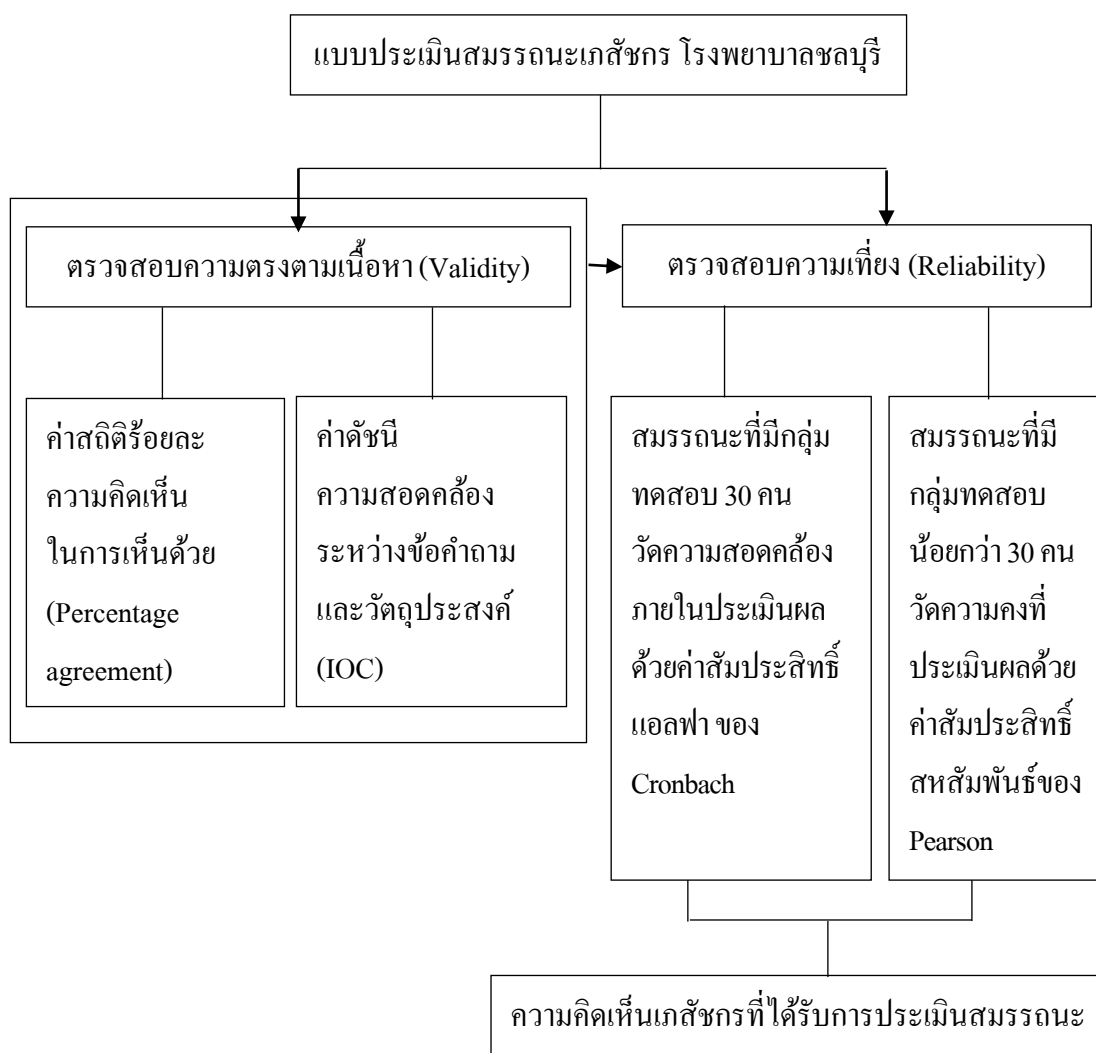 แบบประเมินสมรรถนะเภสัชกร โรงพยาบาลชลบุรี
ตรวจสอบความตรงตามเนื้อหา (Validity)
ตรวจสอบความเที่ยง (Reliability)
ค่าสถิติร้อยละ
ความคิดเห็น
ในการเห็นด้วย
(Percentage
agreement)
ค่าดัชนี
ความสอดคล้อง
ระหว่างข้อคำถาม
และวัตถุประสงค์
(IOC)
สมรรถนะที่มีกลุ่ม
ทดสอบ 30 คน
วัดความสอดคล้อง
ภายในประเมินผล
ด้วยค่าสัมประสิทธิ์
แอลฟา ของ
Cronbach
สมรรถนะที่มี
กลุ่มทดสอบ
น้อยกว่า 30 คน
วัดความคงที่
ประเมินผลด้วย
ค่าสัมประสิทธิ์
สหสัมพันธ์ของ
Pearson
ความคิดเห็นเภสัชกรที่ได้รับการประเมินสมรรถนะ